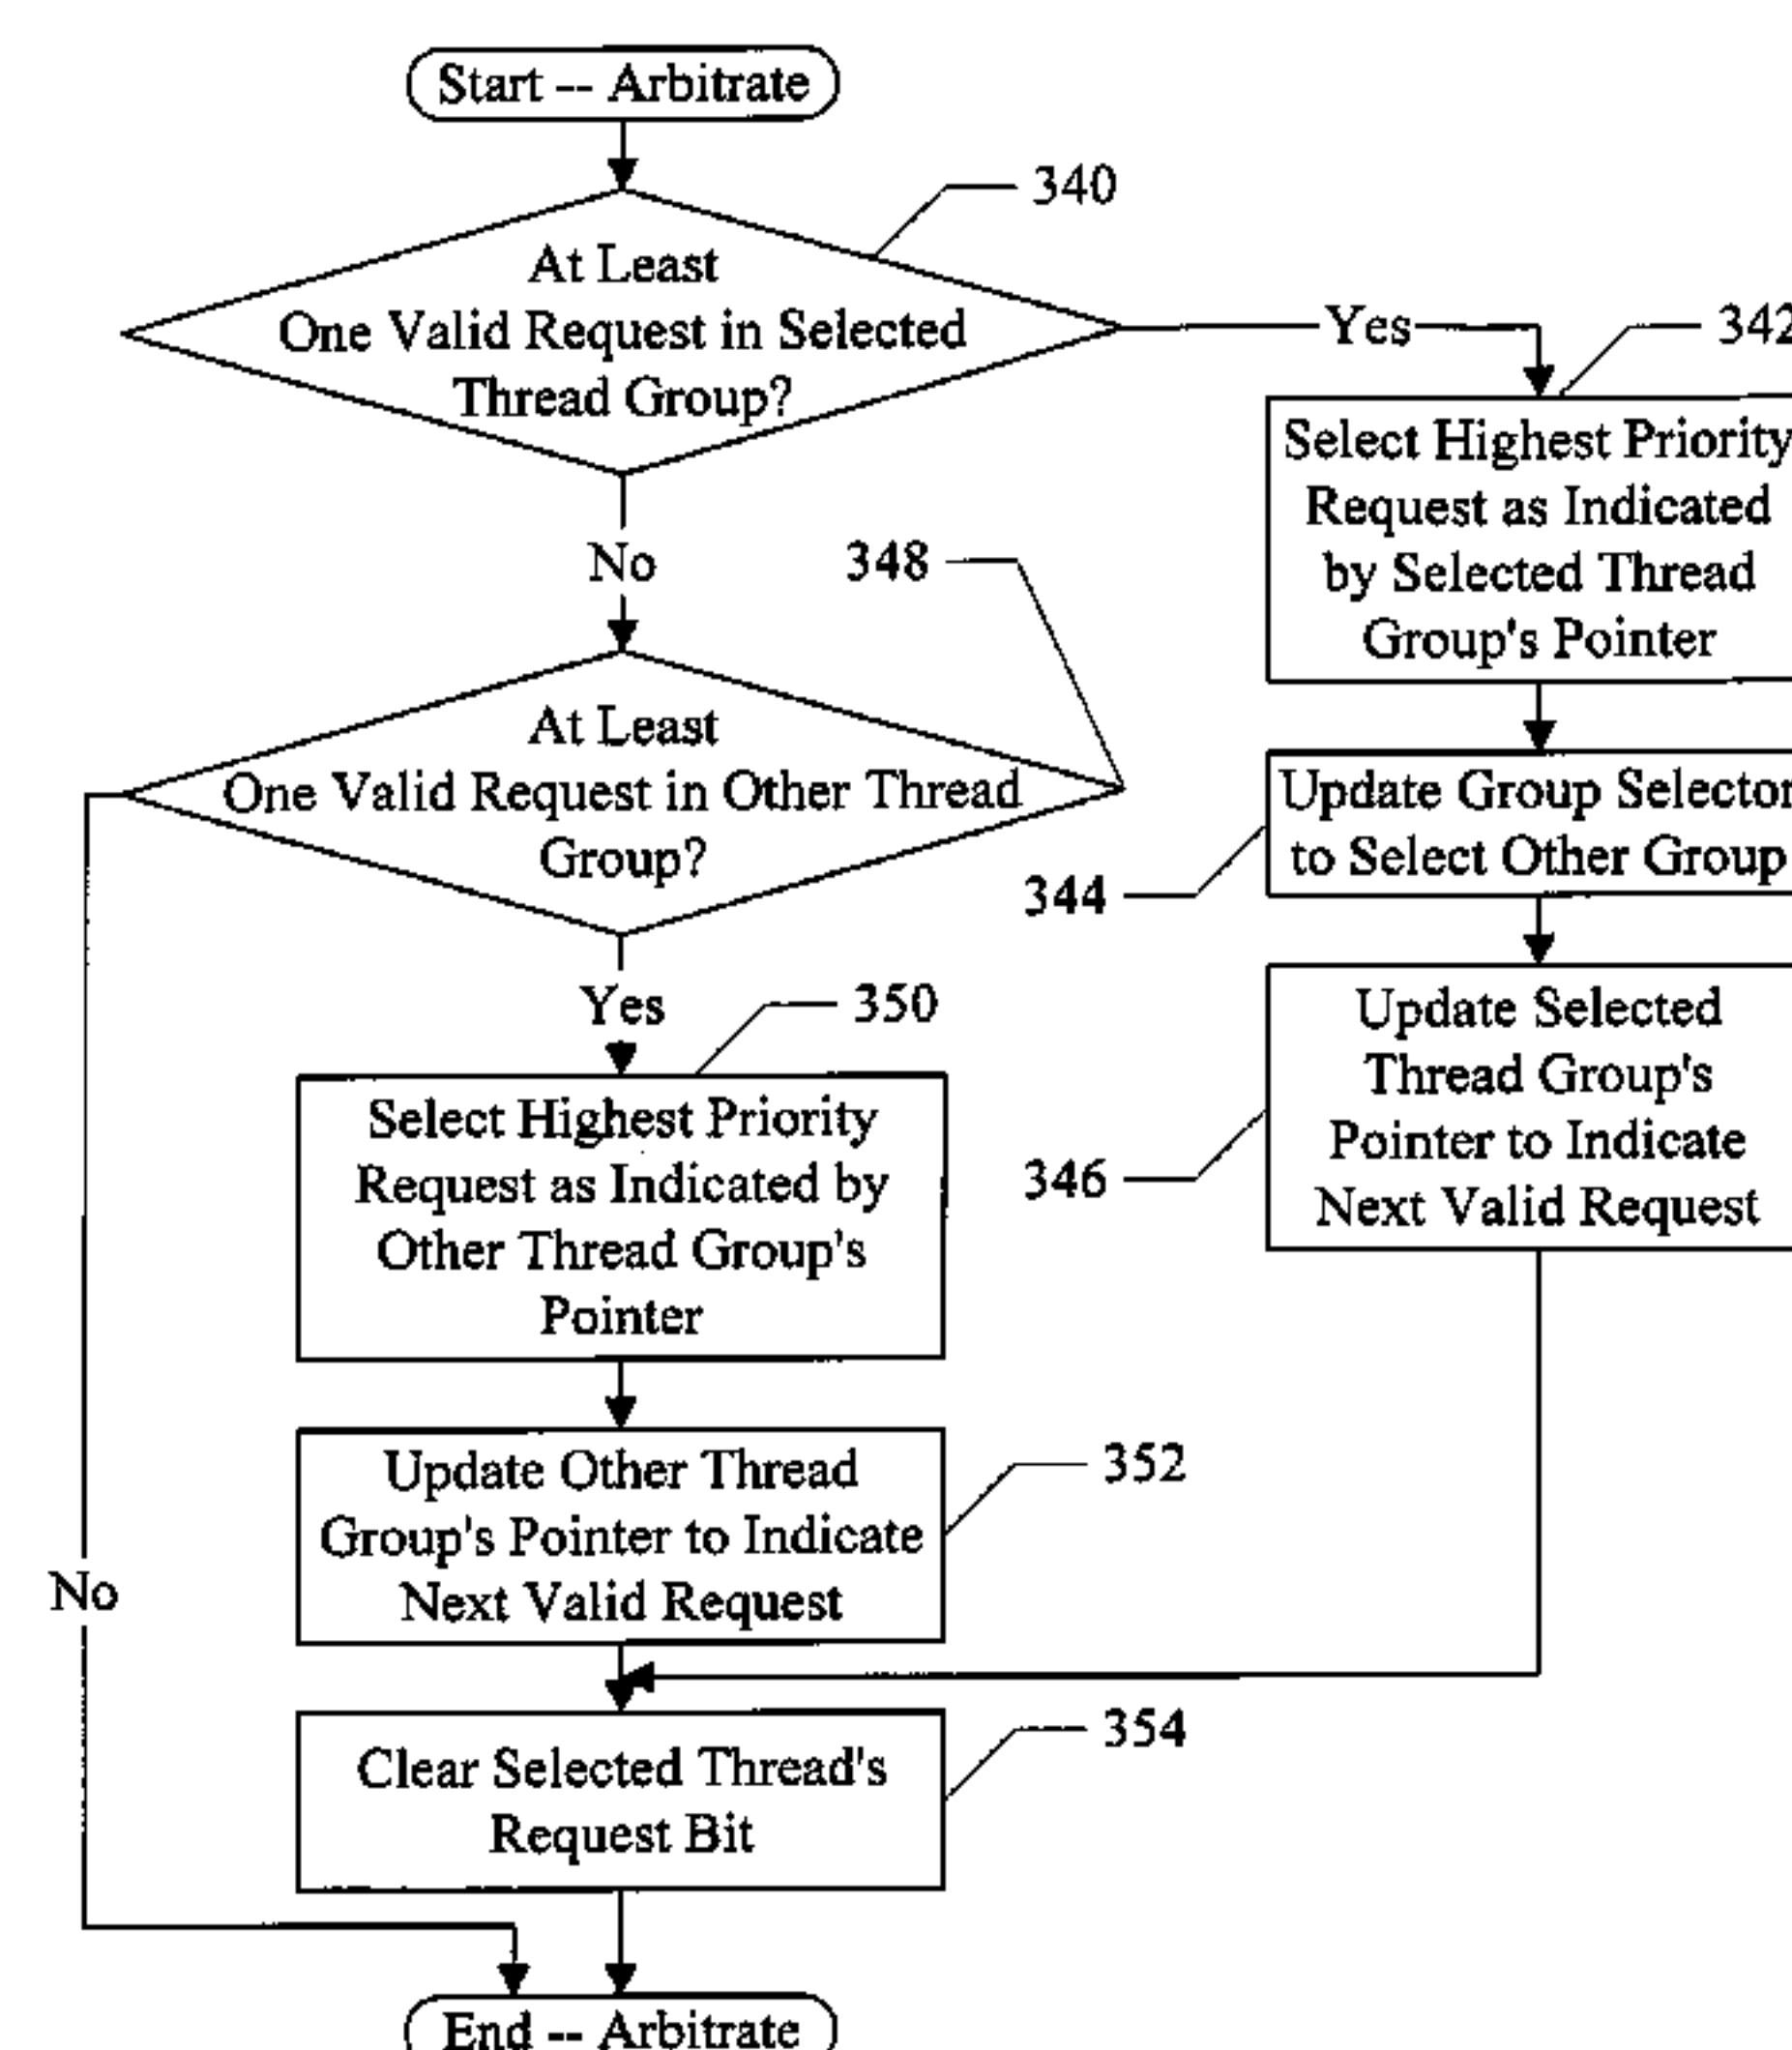 Start -- Arbitrate
340
At Least
One Valid Request in Selected
Thread Group?
Yes
342
Select Highest Priority
Request as Indicated
by Selected Thread
Group's Pointer
No
348
At Least
One Valid Request in Other Thread
Group?
Update Group Selector
to Select Other Group
344
Yes
350
Update Selected
Thread Group's
Pointer to Indicate
Next Valid Request
346
Select Highest Priority
Request as Indicated by
Other Thread Group's
Pointer
Update Other Thread
Group's Pointer to Indicate
Next Valid Request
352
No
354
Clear Selected Thread's
Request Bit
End -- Arbitrate